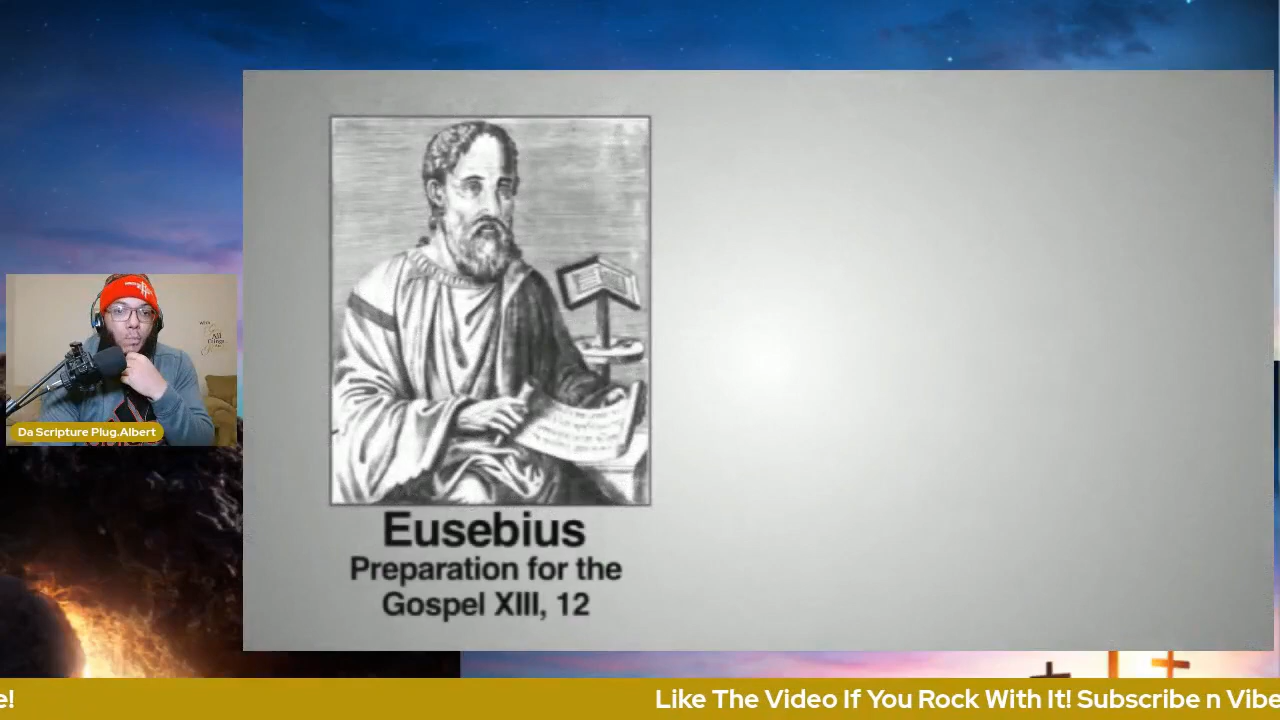 Eusebius
Preparation for the
Gospel XIII, 12
Da Scripture Plug.Albert
e!
Like The Video If You Rock With It! Subscribe n Vibe